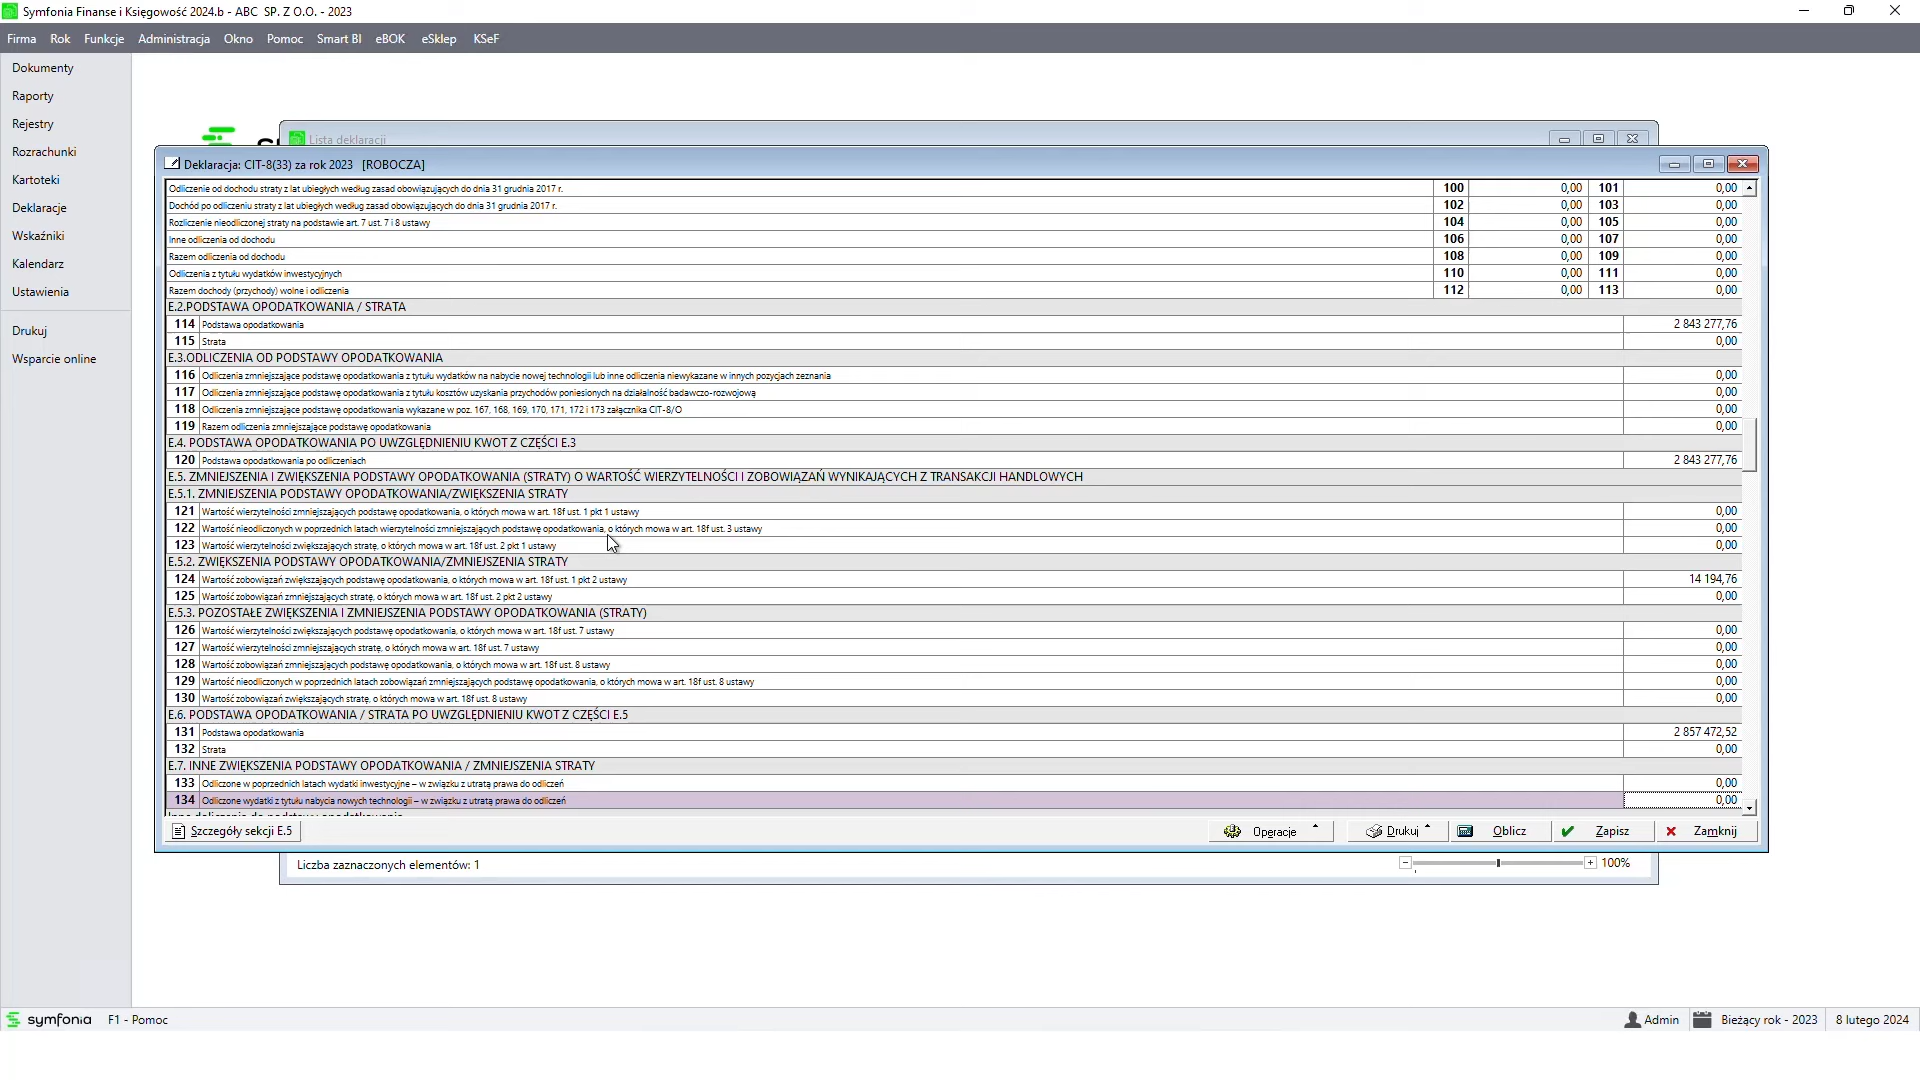 Symfonia Finanse i Księgowość 2024.b - ABC SP. Z O.O. - 2023
Firma Rok Funkcje Administracja Okno Pomoc Smart BI eBOK eSklep KSeF
Dokumenty
Raporty
Rejestry
Rozrachunki
Kartoteki
Deklaracje
Wskaźniki
Kalendarz
Ustawienia
Drukuj
Wsparcie online
Lista deklaracji
Deklaracja: CIT-8(33) za rok 2023 [ROBOCZA]
Odliczenie od dochodu straty z lat ubiegłych według zasad obowiązujących do dnia 31 grudnia 2017 r. 100 0,00 101 0,00
Dochód po odliczeniu straty z lat ubiegłych według zasad obowiązujących do dnia 31 grudnia 2017 r. 102 0,00 103 0,00
Rozliczenie nieodliczonej straty na podstawie art. 7 ust. 7 i 8 ustawy 104 0,00 105 0,00
Inne odliczenia od dochodu 106 0,00 107 0,00
Razem odliczenia od dochodu 108 0,00 109 0,00
Odliczenia z tytułu wydatków inwestycyjnych 110 0,00 111 0,00
Razem dochody (przychody) wolne i odliczenia 112 0,00 113 0,00
E.2.PODSTAWA OPODATKOWANIA / STRATA
114 Podstawa opodatkowania 2 843 277,76
115 Strata 0,00
E.3.ODLICZENIA OD PODSTAWY OPODATKOWANIA
116 Odliczenia zmniejszające podstawę opodatkowania z tytułu wydatków na nabycie nowej technologii lub inne odliczenia niewykazane w innych pozycjach zeznania 0,00
117 Odliczenia zmniejszające podstawę opodatkowania z tytułu kosztów uzyskania przychodów poniesionych na działalność badawczo-rozwojową 0,00
118 Odliczenia zmniejszające podstawę opodatkowania wykazane w poz. 167, 168, 169, 170, 171, 172 i 173 załącznika CIT-8/O 0,00
119 Razem odliczenia zmniejszające podstawę opodatkowania 0,00
E.4. PODSTAWA OPODATKOWANIA PO UWZGLĘDNIENIU KWOT Z CZĘŚCI E.3
120 Podstawa opodatkowania po odliczeniach 2 843 277,76
E.5. ZMNIEJSZENIA I ZWIĘKSZENIA PODSTAWY OPODATKOWANIA (STRATY) O WARTOŚĆ WIERZYTELNOŚCI I ZOBOWIĄZAŃ WYNIKAJĄCYCH Z TRANSAKCJI HANDLOWYCH
E.5.1. ZMNIEJSZENIA PODSTAWY OPODATKOWANIA/ZWIĘKSZENIA STRATY
121 Wartość wierzytelności zmniejszających podstawę opodatkowania, o których mowa w art. 18f ust. 1 pkt 1 ustawy 0,00
122 Wartość nieodliczonych w poprzednich latach wierzytelności zmniejszających podstawę opodatkowania, o których mowa w art. 18f ust. 3 ustawy 0,00
123 Wartość wierzytelności zwiększających stratę, o których mowa w art. 18f ust. 2 pkt 1 ustawy 0,00
E.5.2. ZWIĘKSZENIA PODSTAWY OPODATKOWANIA/ZMNIEJSZENIA STRATY
124 Wartość zobowiązań zwiększających podstawę opodatkowania, o których mowa w art. 18f ust. 1 pkt 2 ustawy 14 194,76
125 Wartość zobowiązań zmniejszających stratę, o których mowa w art. 18f ust. 2 pkt 2 ustawy 0,00
E.5.3. POZOSTAŁE ZWIĘKSZENIA I ZMNIEJSZENIA PODSTAWY OPODATKOWANIA (STRATY)
126 Wartość wierzytelności zwiększających podstawę opodatkowania, o których mowa w art. 18f ust. 7 ustawy 0,00
127 Wartość wierzytelności zmniejszających stratę, o których mowa w art. 18f ust. 7 ustawy 0,00
128 Wartość zobowiązań zmniejszających podstawę opodatkowania, o których mowa w art. 18f ust. 8 ustawy 0,00
129 Wartość nieodliczonych w poprzednich latach zobowiązań zmniejszających podstawę opodatkowania, o których mowa w art. 18f ust. 8 ustawy 0,00
130 Wartość zobowiązań zwiększających stratę, o których mowa w art. 18f ust. 8 ustawy 0,00
E.6. PODSTAWA OPODATKOWANIA / STRATA PO UWZGLĘDNIENIU KWOT Z CZĘŚCI E.5
131 Podstawa opodatkowania 2 857 472,52
132 Strata 0,00
E.7. INNE ZWIĘKSZENIA PODSTAWY OPODATKOWANIA / ZMNIEJSZENIA STRATY
133 Odliczone w poprzednich latach wydatki inwestycyjne – w związku z utratą prawa do odliczeń 0,00
134 Odliczone wydatki z tytułu nabycia nowych technologii – w związku z utratą prawa do odliczeń 0,00
Szczegóły sekcji E.5 Operacje Drukuj Oblicz Zapisz Zamknij
Liczba zaznaczonych elementów: 1 100%
symfonia F1 - Pomoc Admin Bieżący rok - 2023 8 lutego 2024